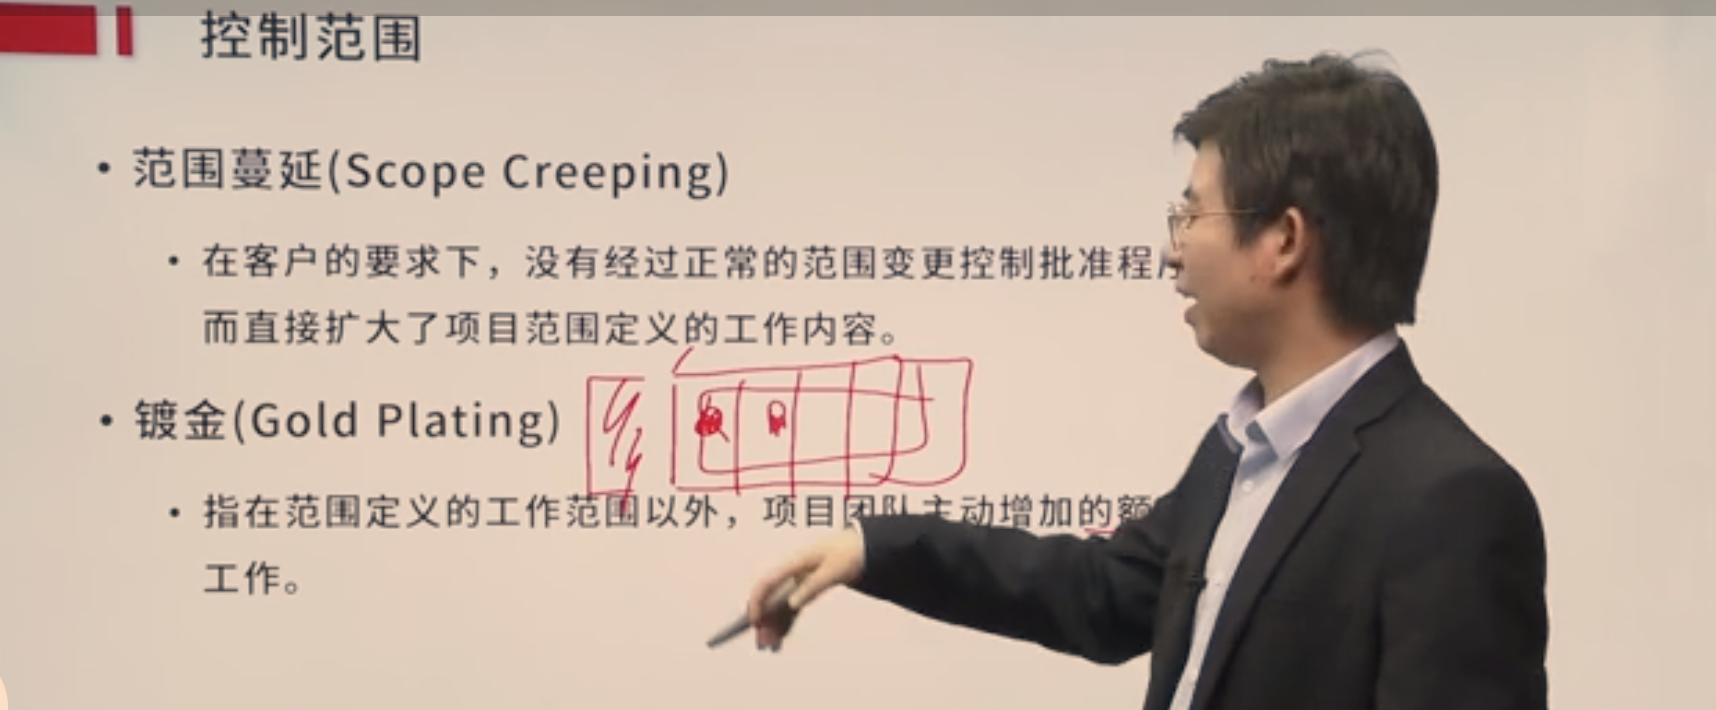 控制范围
• 范围蔓延(Scope Creeping)
• 在客户的要求下，没有经过正常的范围变更控制批准程
而直接扩大了项目范围定义的工作内容。
• 镀金(Gold Plating)
• 指在范围定义的工作范围以外，项目团队主动增加的额
工作。